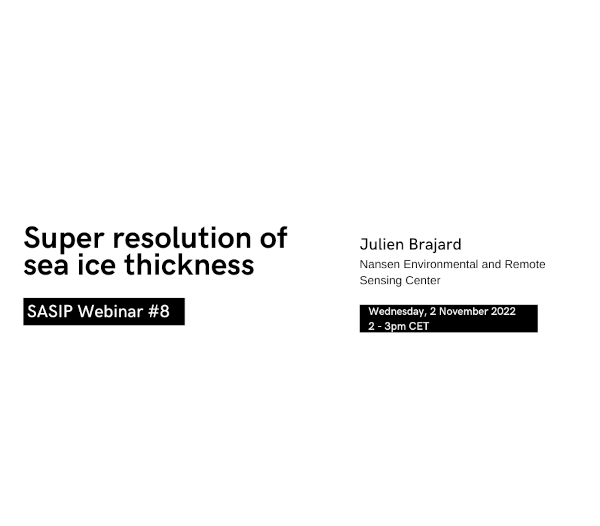 Super resolution of
sea ice thickness
SASIP Webinar #8
Julien Brajard
Nansen Environmental and Remote
Sensing Center
Wednesday, 2 November 2022
2 - 3pm CET